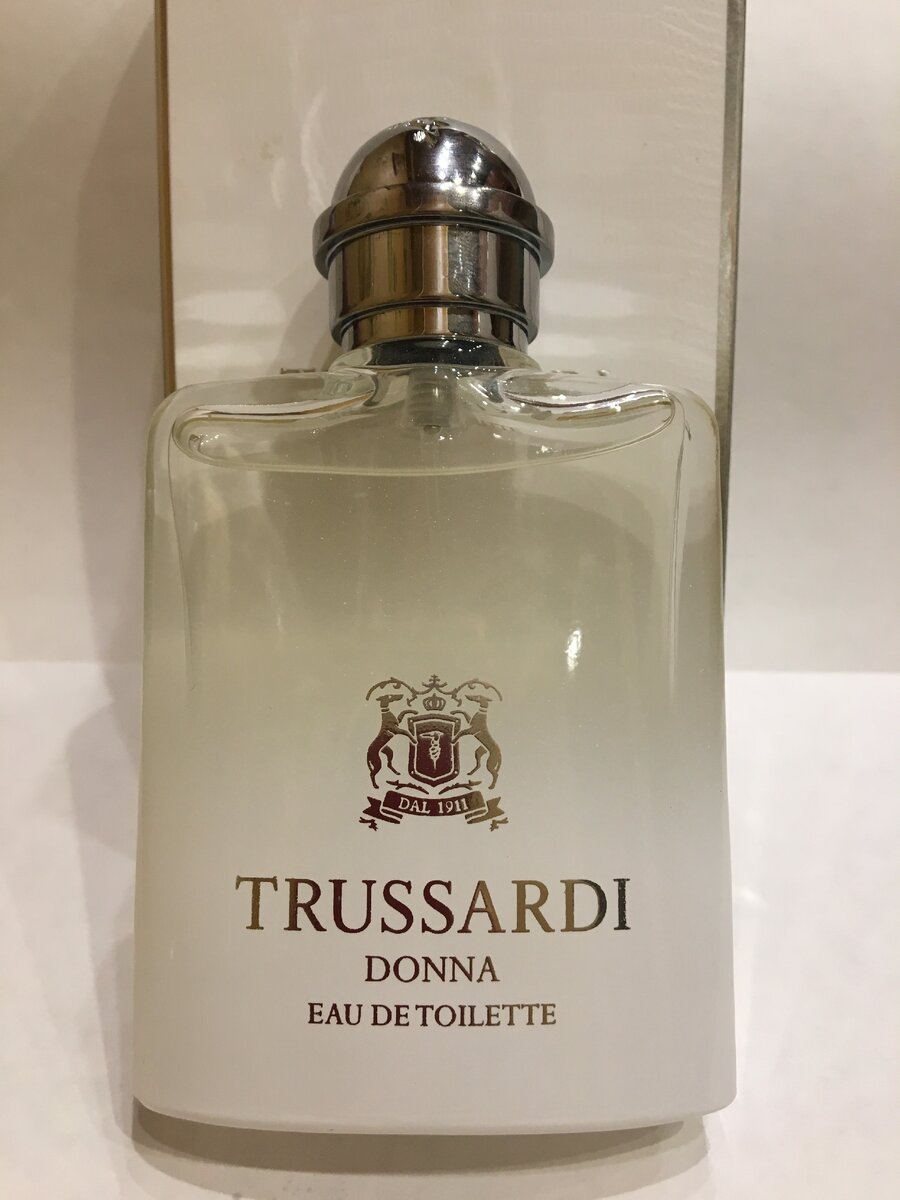 DAL 1911
TRUSSARDI
DONNA
EAU DE TOILETTE